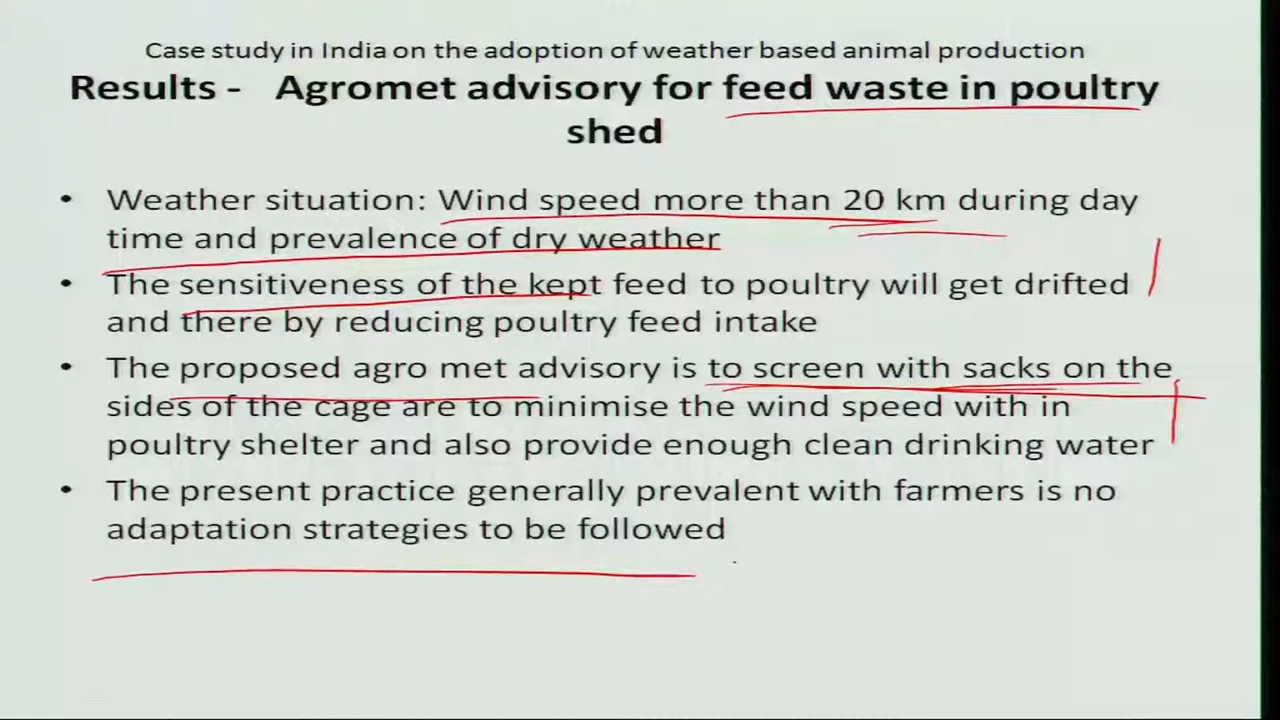 Case study in India on the adoption of weather based animal production
Results - Agromet advisory for feed waste in poultry
shed
• Weather situation: Wind speed more than 20 km during day
time and prevalence of dry weather
• The sensitiveness of the kept feed to poultry will get drifted
and there by reducing poultry feed intake
• The proposed agro met advisory is to screen with sacks on the
sides of the cage are to minimise the wind speed with in
poultry shelter and also provide enough clean drinking water
• The present practice generally prevalent with farmers is no
adaptation strategies to be followed